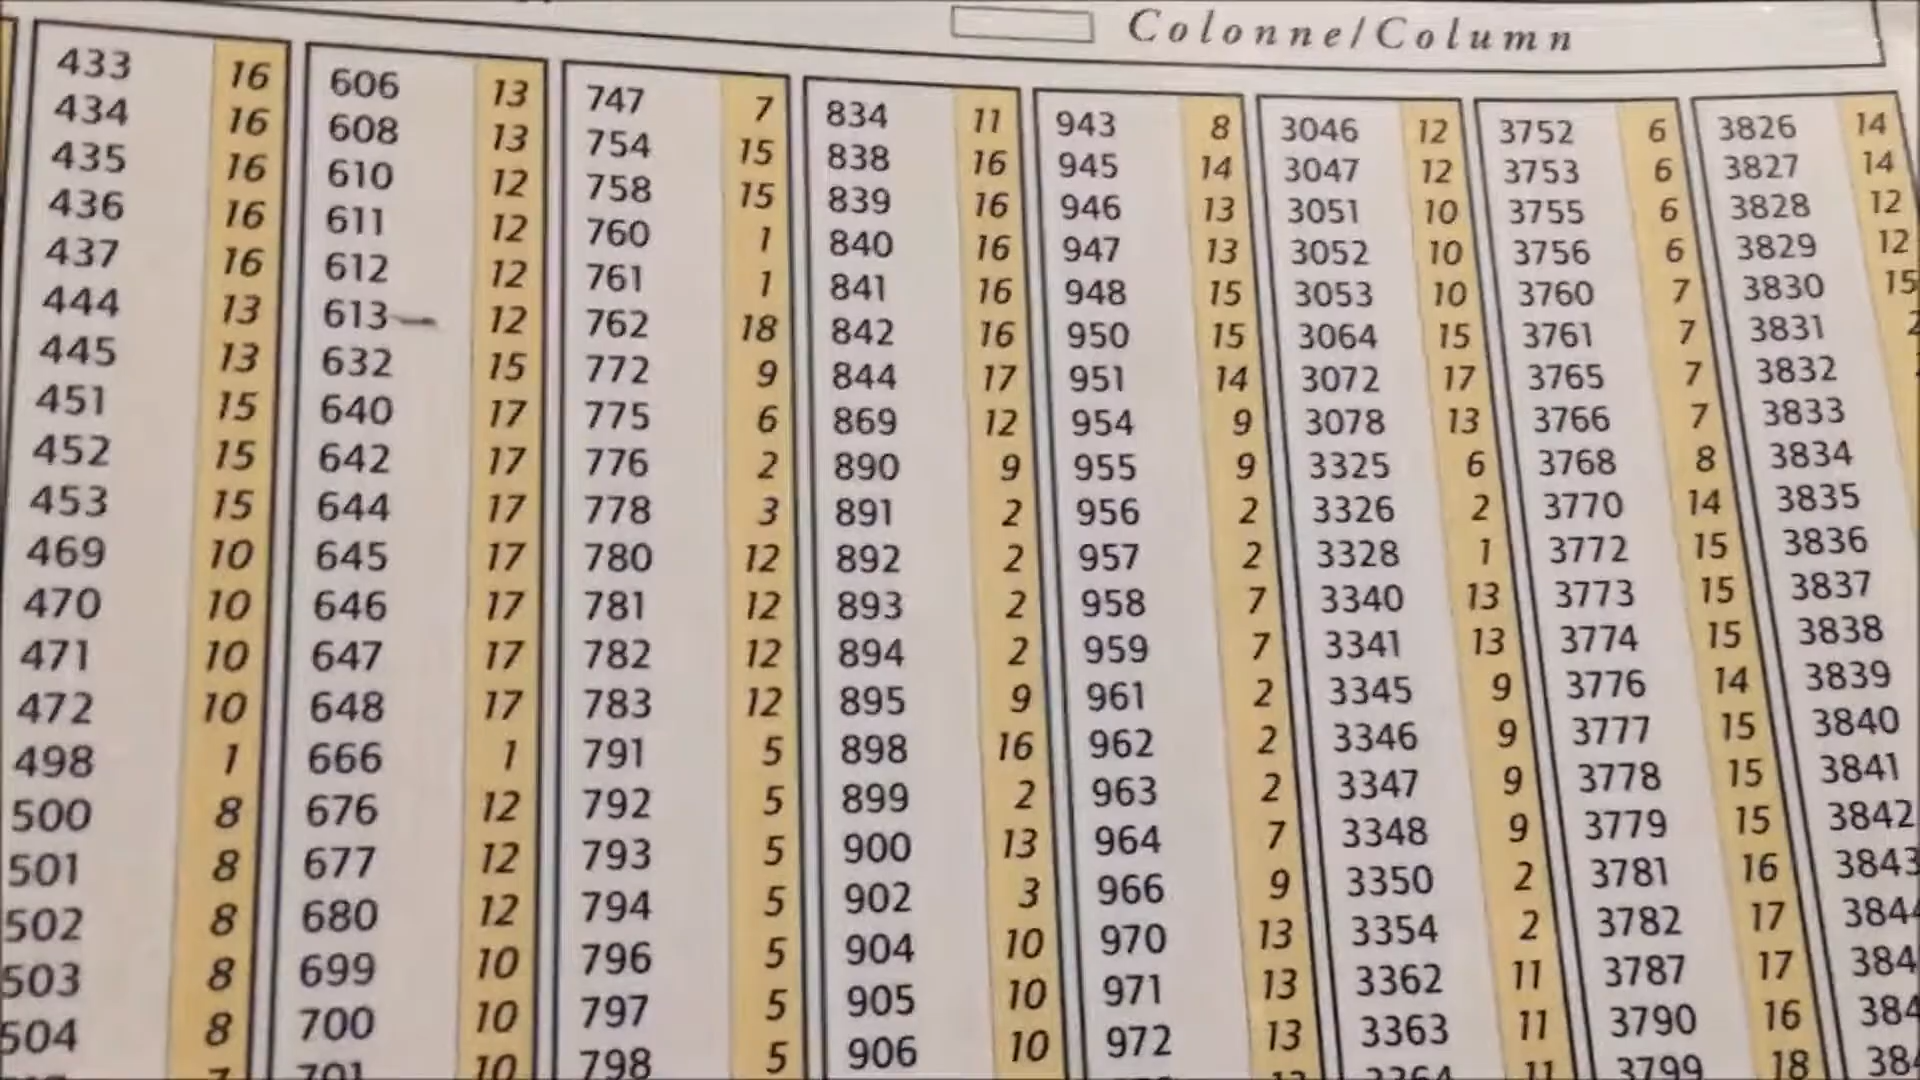 Colonne/Column
433 16 606 13 747 7 834 11 943 8 3046 12 3752 6 3826 14
434 16 608 13 754 15 838 16 945 14 3047 12 3753 6 3827 14
435 16 610 12 758 15 839 16 946 13 3051 10 3755 6 3828 12
436 16 611 12 760 1 840 16 947 13 3052 10 3756 6 3829 12
437 16 612 12 761 1 841 16 948 15 3053 10 3760 7 3830 15
444 13 613 12 762 18 842 16 950 15 3064 15 3761 7 3831
445 13 632 15 772 9 844 17 951 14 3072 17 3765 7 3832
451 15 640 17 775 6 869 12 954 9 3078 13 3766 7 3833
452 15 642 17 776 2 890 9 955 9 3325 6 3768 8 3834
453 15 644 17 778 3 891 2 956 2 3326 2 3770 14 3835
469 10 645 17 780 12 892 2 957 2 3328 1 3772 15 3836
470 10 646 17 781 12 893 2 958 7 3340 13 3773 15 3837
471 10 647 17 782 12 894 2 959 7 3341 13 3774 15 3838
472 10 648 17 783 12 895 9 961 2 3345 9 3776 14 3839
498 1 666 1 791 5 898 16 962 2 3346 9 3777 15 3840
500 8 676 12 792 5 899 2 963 2 3347 9 3778 15 3841
501 8 677 12 793 5 900 13 964 7 3348 9 3779 15 3842
502 8 680 12 794 5 902 3 966 9 3350 2 3781 16 3843
503 8 699 10 796 5 904 10 970 13 3354 2 3782 17
504 8 700 10 797 5 905 10 971 13 3362 11 3787 17
701 10 798 5 906 10 972 13 3363 11 3790 16
3364 11 3799 18